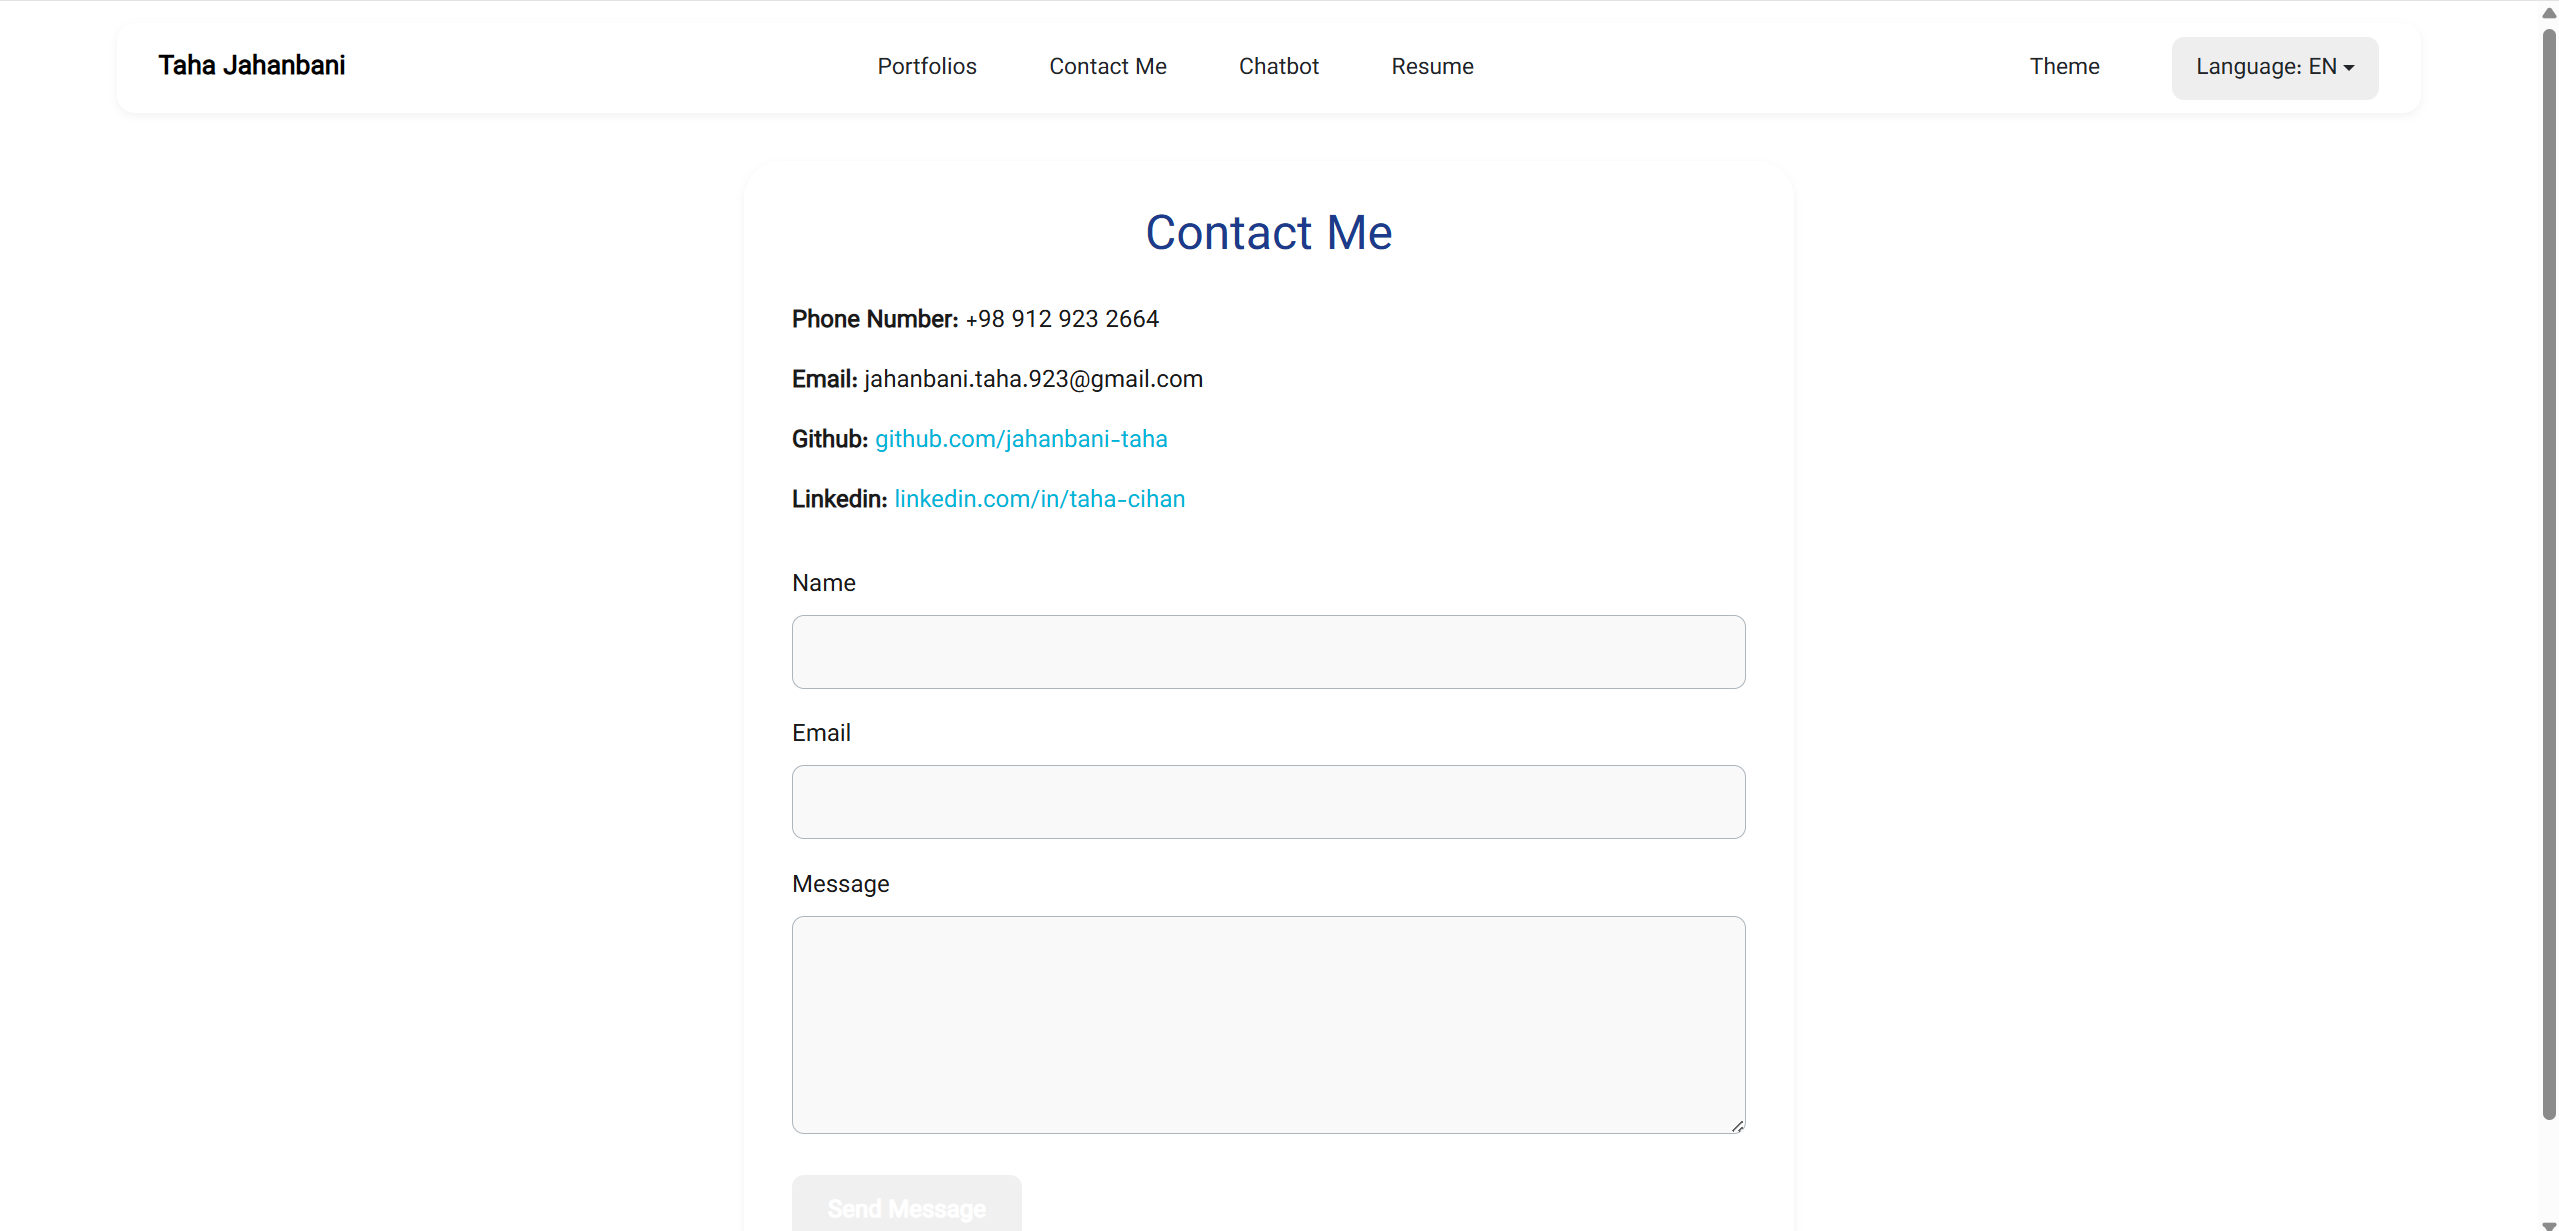 Taha Jahanbani
Portfolios
Contact Me
Chatbot
Resume
Theme
Language: EN
Contact Me
Phone Number: +98 912 923 2664
Email: jahanbani.taha.923@gmail.com
Github: github.com/jahanbani-taha
Linkedin: linkedin.com/in/taha-cihan
Name
Email
Message
Send Message